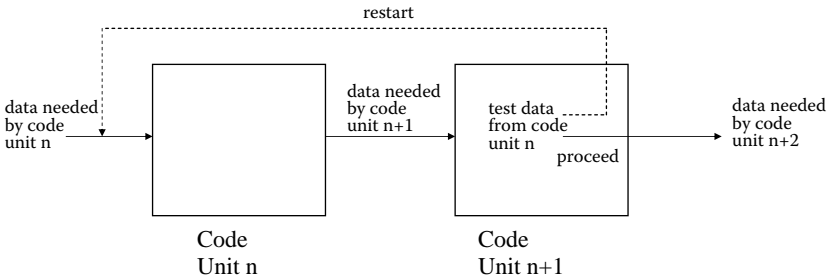 restart
data needed
by code
unit n
data needed
by code
unit n+1
test data
from code
unit n
proceed
data needed
by code
unit n+2
Code
Unit n
Code
Unit n+1